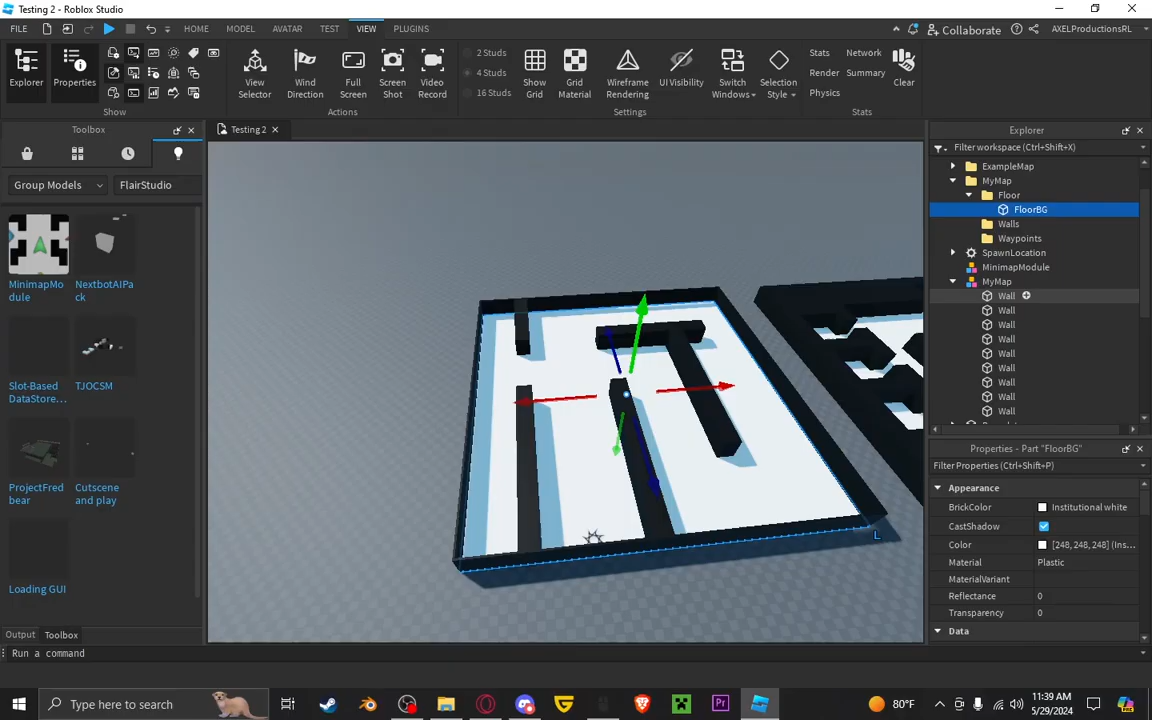 Testing 2 - Roblox Studio
FILE HOME MODEL AVATAR TEST VIEW PLUGINS Collaborate AXELProductionsRL
Explorer Properties View Selector Wind Direction Full Screen Screen Shot Video Record 2 Studs 4 Studs 16 Studs Show Grid Grid Material Wireframe Rendering UI Visibility Switch Windows Selection Style Stats Network Render Summary Physics Clear
Show Actions Settings Stats
Toolbox Testing 2 Explorer
Filter workspace (Ctrl+Shift+X)
Group Models FlairStudio
ExampleMap
MyMap
Floor
FloorBG
Walls
Waypoints
SpawnLocation
MinimapModule
MyMap
Wall
Wall
Wall
Wall
Wall
Wall
Wall
Wall
Wall
MinimapMo
dule
NextbotAIPa
ck
Slot-Based
DataStore...
TJOCSM
ProjectFred
bear
Cutscene
and play
Loading GUI
L
Properties - Part "FloorBG"
Filter Properties (Ctrl+Shift+P)
Appearance
BrickColor Institutional white
CastShadow
Color [248, 248, 248] (Ins...
Material Plastic
MaterialVariant
Reflectance 0
Transparency 0
Data
Output Toolbox
Run a command
Type here to search
80°F
11:39 AM
5/29/2024